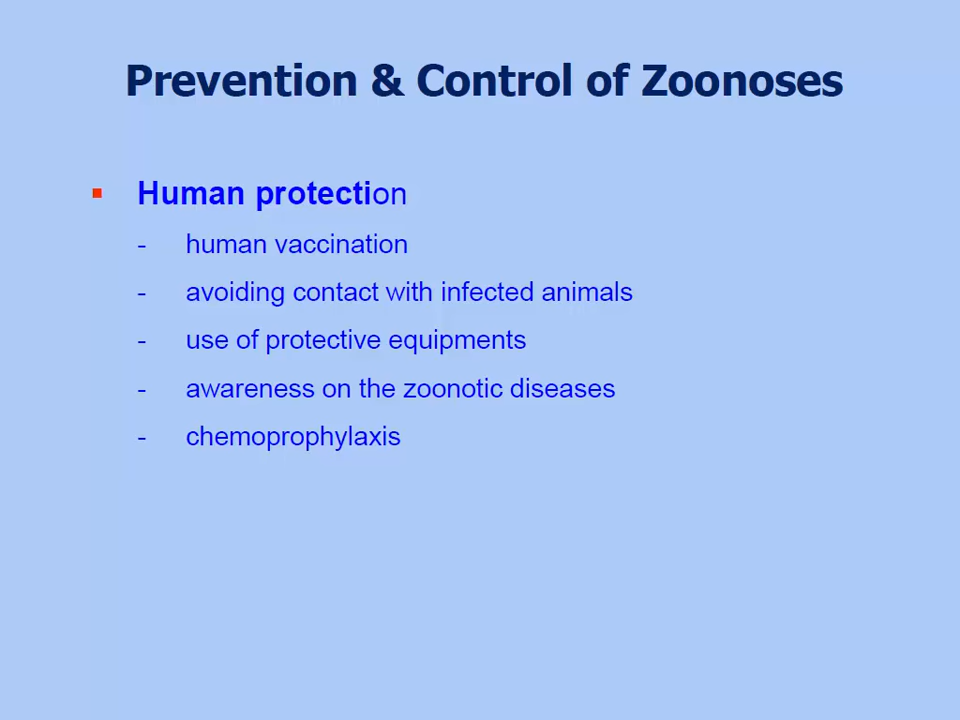 Prevention & Control of Zoonoses
▪ Human protection
- human vaccination
- avoiding contact with infected animals
- use of protective equipments
- awareness on the zoonotic diseases
- chemoprophylaxis